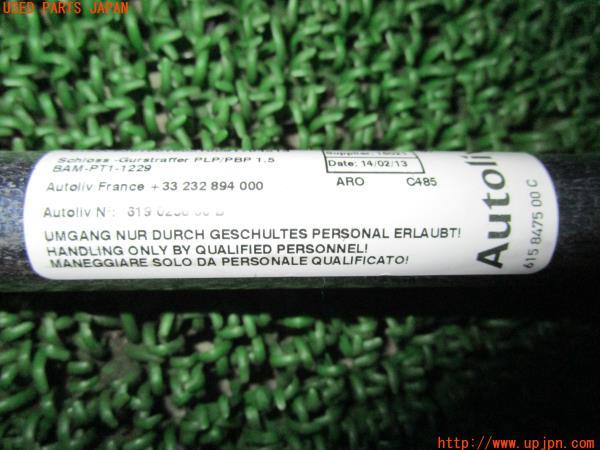 USED PARTS JAPAN
Schloss -Gurstraffer PLP/PBP 1.5
BAM-PT1-1229
Date: 14/02/13
Autoliv France +33 232 894 000
ARO C485
Autoliv N°:
UMGANG NUR DURCH GESCHULTES PERSONAL ERLAUBT!
HANDLING ONLY BY QUALIFIED PERSONNEL!
MANEGGIARE SOLO DA PERSONALE QUALIFICATO!
Autoliv
615 8475 00 C
http://www.upjpn.com